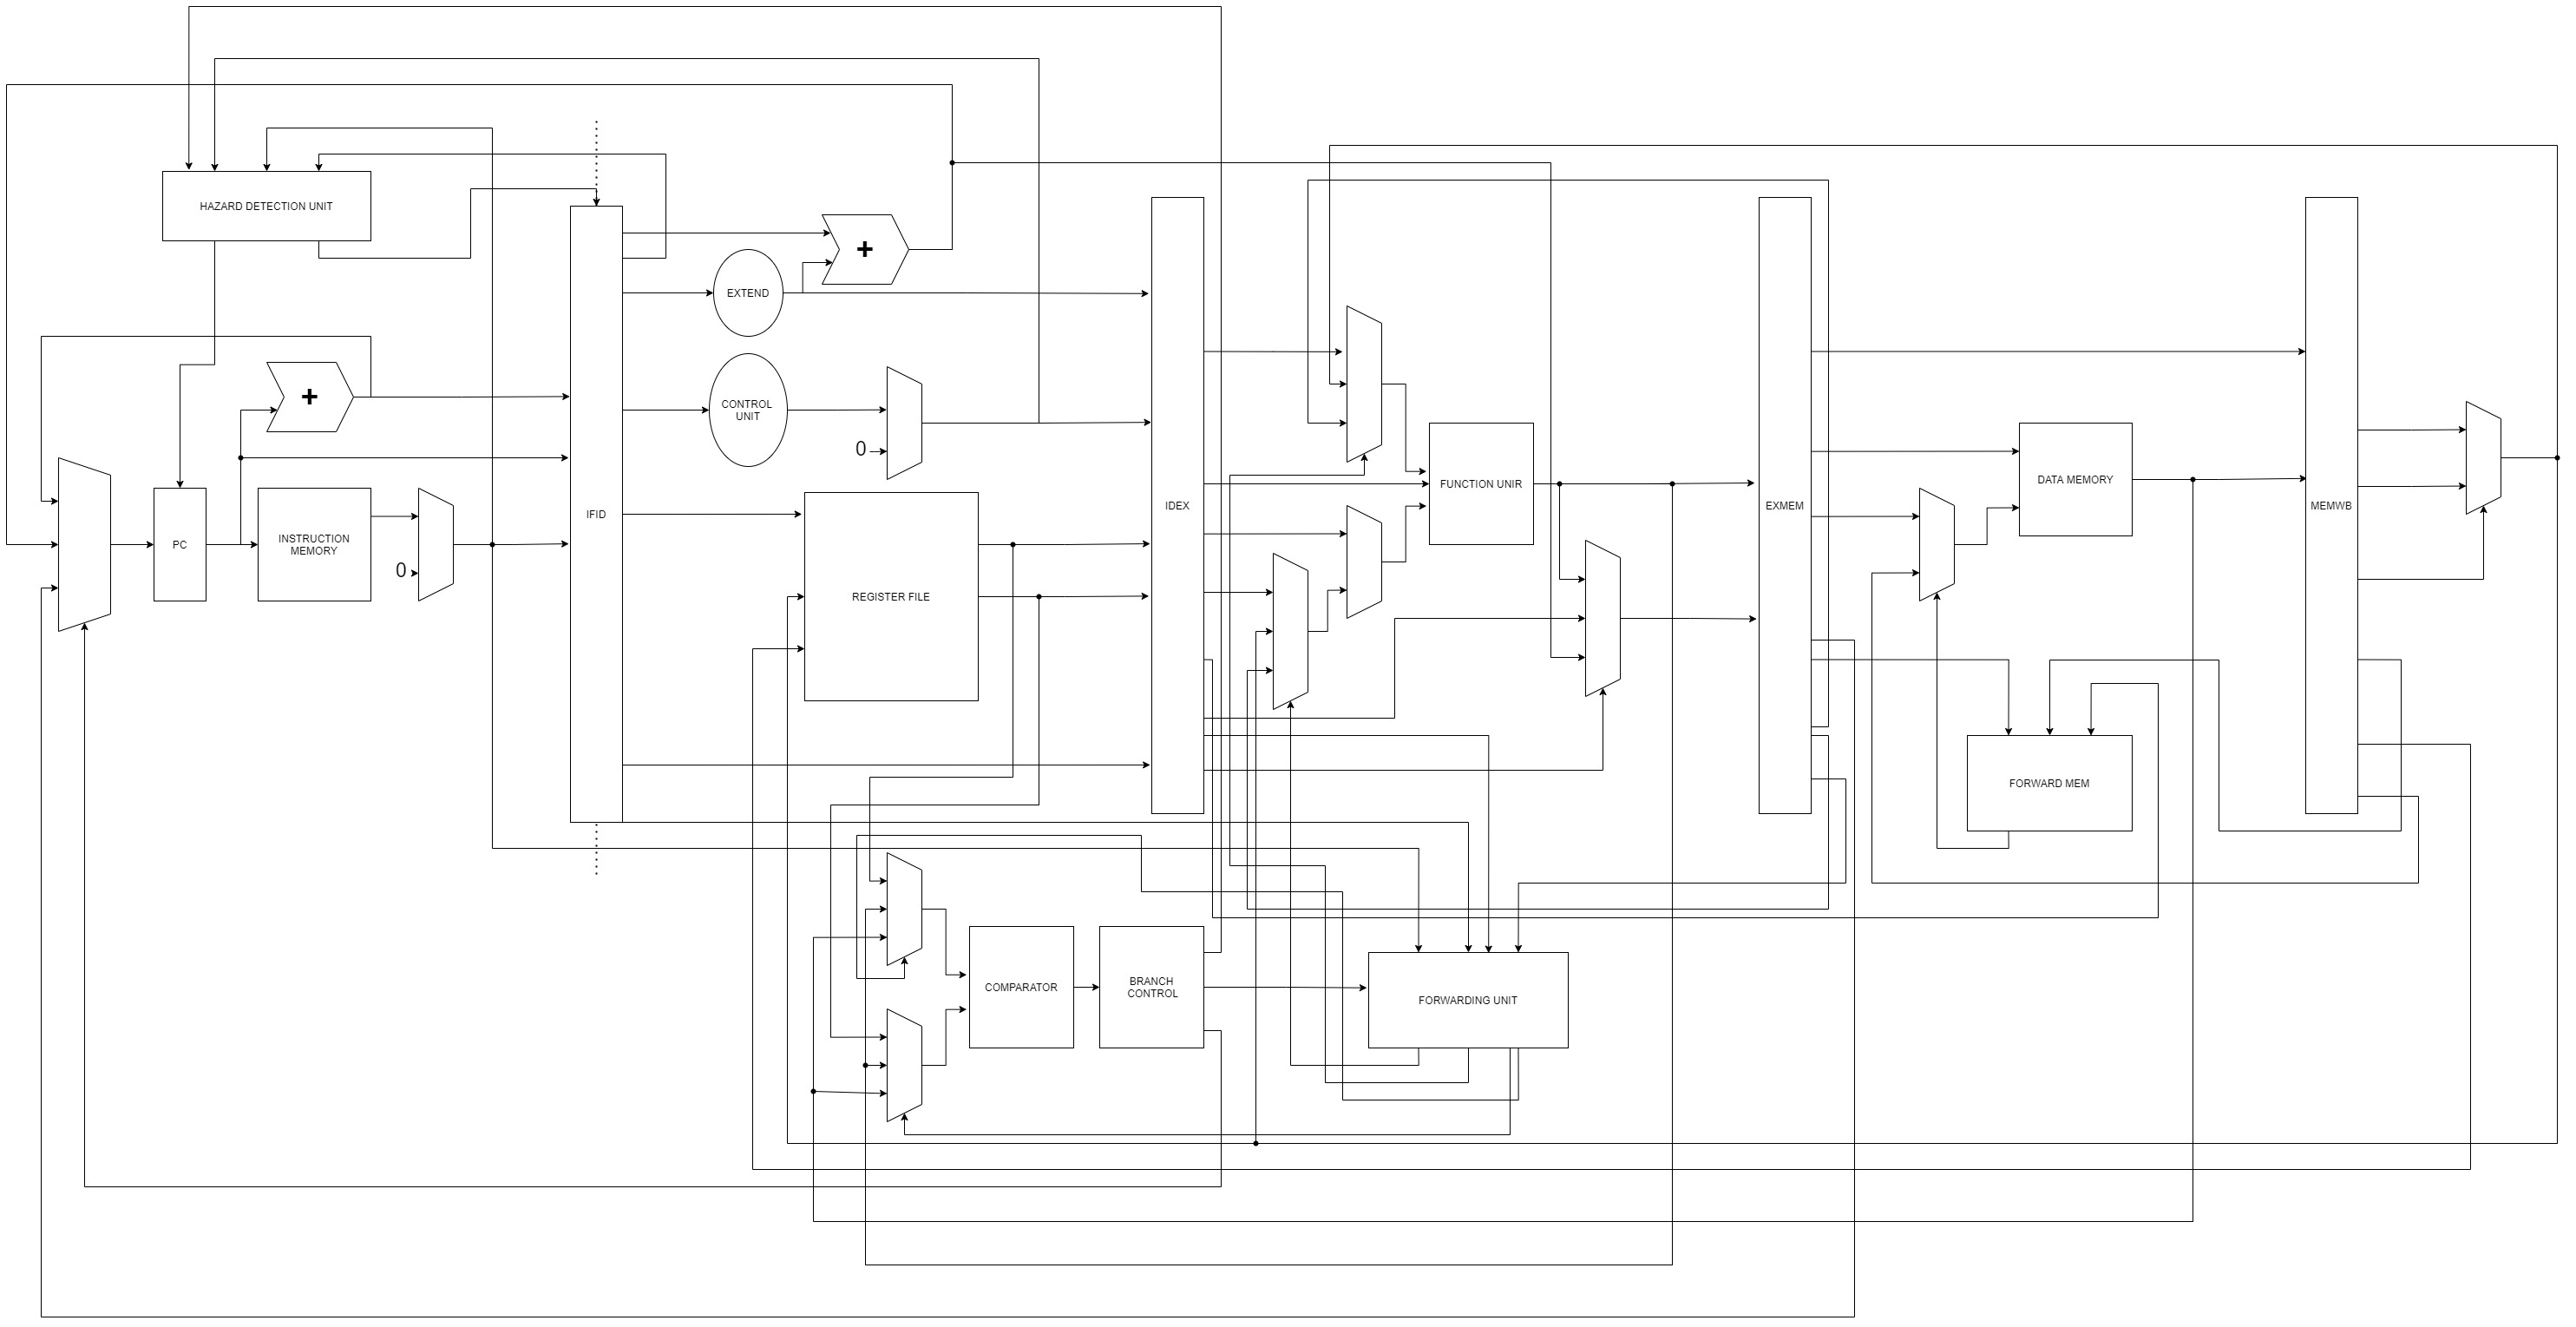 HAZARD DETECTION UNIT
+
EXTEND
+
CONTROL
UNIT
0
FUNCTION UNIR
DATA MEMORY
PC
INSTRUCTION
MEMORY
0
IFID
IDEX
EXMEM
MEMWB
REGISTER FILE
FORWARD MEM
COMPARATOR
BRANCH
CONTROL
FORWARDING UNIT